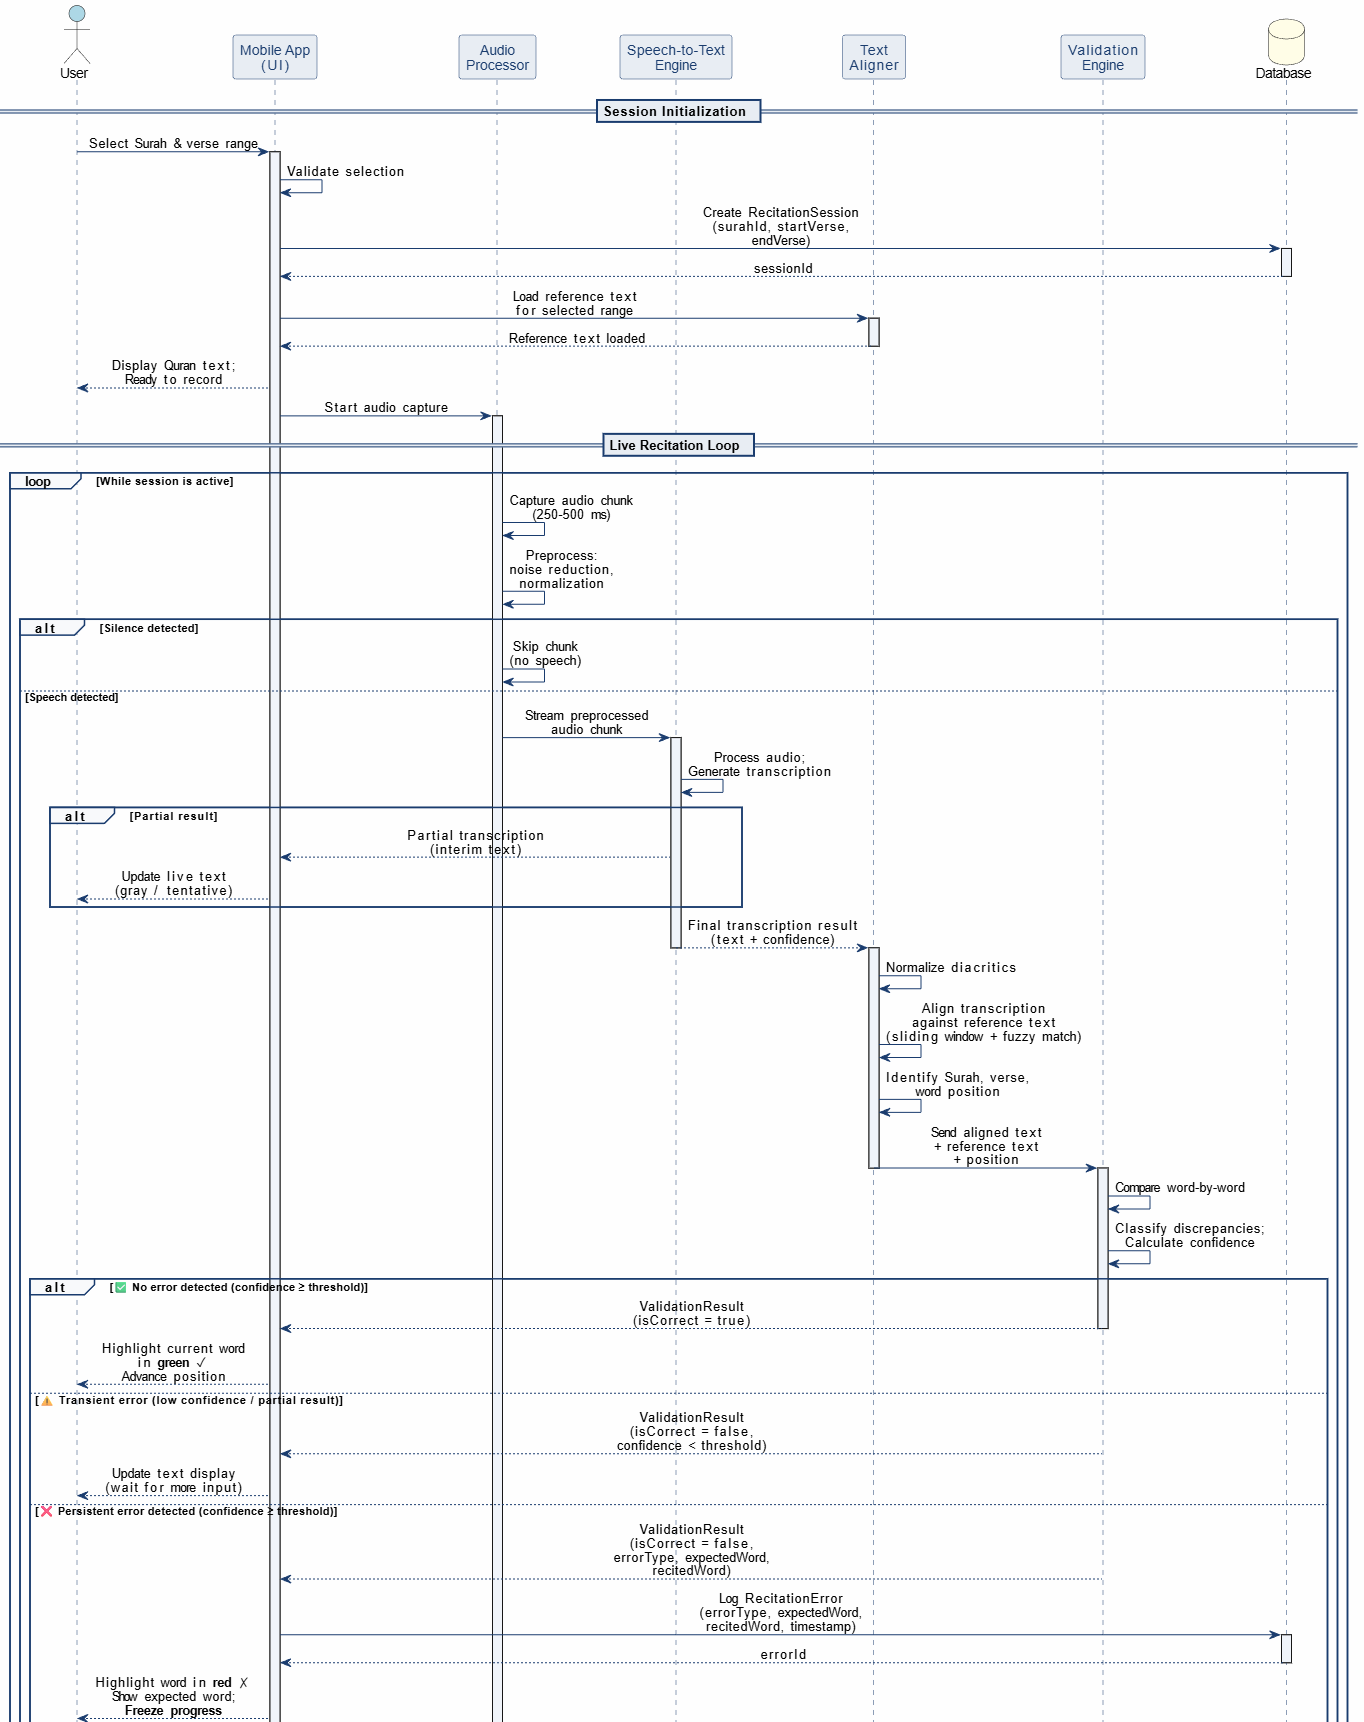 User
Mobile App
(UI)
Audio
Processor
Speech-to-Text
Engine
Text
Aligner
Validation
Engine
Database
Session Initialization
Select Surah & verse range
Validate selection
Create RecitationSession
(surahId, startVerse,
endVerse)
sessionId
Load reference text
for selected range
Reference text loaded
Display Quran text;
Ready to record
Start audio capture
Live Recitation Loop
loop
[While session is active]
Capture audio chunk
(250-500 ms)
Preprocess:
noise reduction,
normalization
alt
[Silence detected]
Skip chunk
(no speech)
[Speech detected]
Stream preprocessed
audio chunk
Process audio;
Generate transcription
alt
[Partial result]
Partial transcription
(interim text)
Update live text
(gray / tentative)
Final transcription result
(text + confidence)
Normalize diacritics
Align transcription
against reference text
(sliding window + fuzzy match)
Identify Surah, verse,
word position
Send aligned text
+ reference text
+ position
Compare word-by-word
Classify discrepancies;
Calculate confidence
alt
[✅ No error detected (confidence ≥ threshold)]
ValidationResult
(isCorrect = true)
Highlight current word
in green ✓
Advance position
[⚠️ Transient error (low confidence / partial result)]
ValidationResult
(isCorrect = false,
confidence < threshold)
Update text display
(wait for more input)
[❌ Persistent error detected (confidence ≥ threshold)]
ValidationResult
(isCorrect = false,
errorType, expectedWord,
recitedWord)
Log RecitationError
(errorType, expectedWord,
recitedWord, timestamp)
errorId
Highlight word in red ✗
Show expected word;
Freeze progress